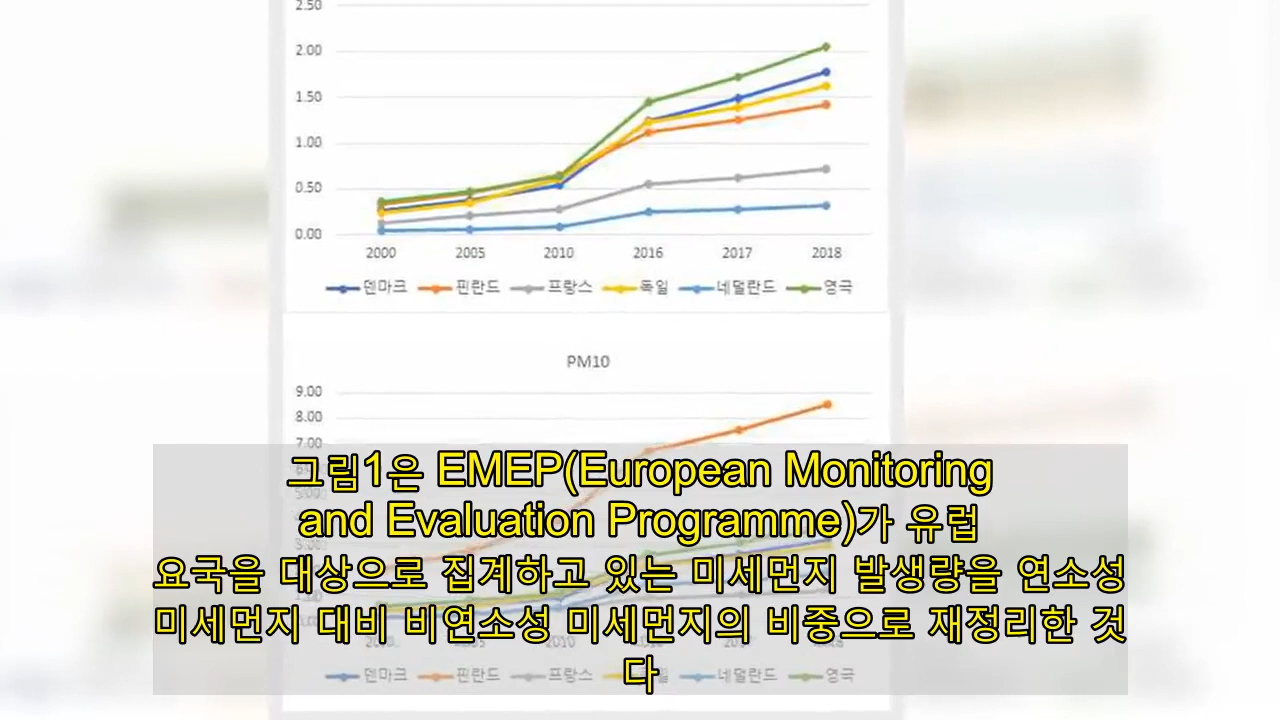 2.50
2.00
1.50
1.00
0.50
0.00
2000 2005 2010 2016 2017 2018
덴마크 핀란드 프랑스 독일 네덜란드 영국
PM10
9.00
8.00
7.00
그림1은 EMEP(European Monitoring
and Evaluation Programme)가 유럽
요국을 대상으로 집계하고 있는 미세먼지 발생량을 연소성
미세먼지 대비 비연소성 미세먼지의 비중으로 재정리한 것
다
덴마크 핀란드 프랑스 네덜란드 영국